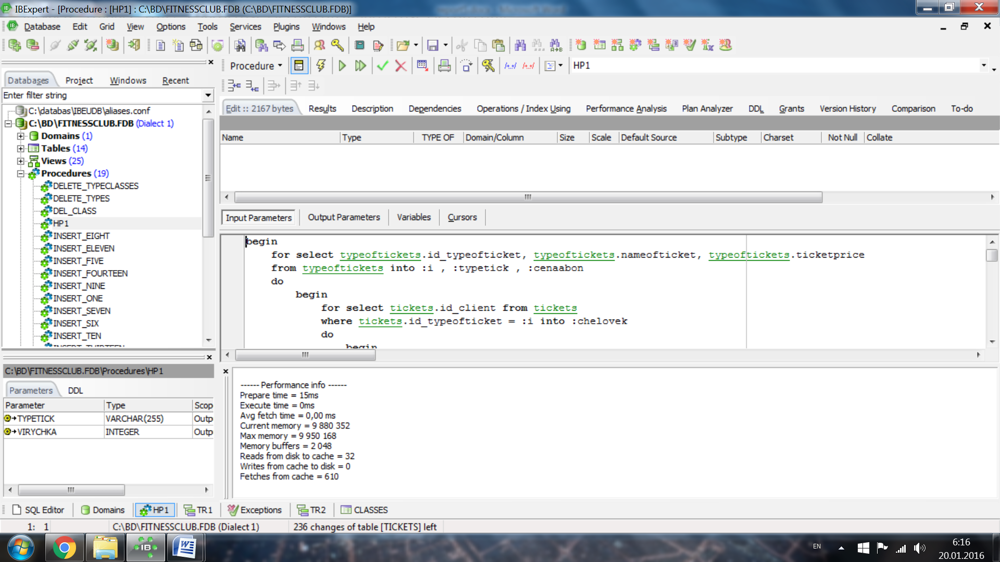 IBExpert - [Procedure : [HP1] : C:\BD\FITNESSCLUB.FDB (C:\BD\FITNESSCLUB.FDB)]
Database Edit Grid View Options Tools Services Plugins Windows Help
Procedure HP1
Databases Project Windows Recent
Enter filter string
C:\databas\IBEUDB\aliases.conf
C:\BD\FITNESSCLUB.FDB (Dialect 1)
Domains (1)
Tables (14)
Views (25)
Procedures (19)
DELETE_TYPECLASSES
DELETE_TYPES
DEL_CLASS
HP1
INSERT_EIGHT
INSERT_ELEVEN
INSERT_FIVE
INSERT_FOURTEEN
INSERT_NINE
INSERT_ONE
INSERT_SEVEN
INSERT_SIX
INSERT_TEN
INSERT_THIRTEEN
Edit :: 2167 bytes Results Description Dependencies Operations / Index Using Performance Analysis Plan Analyzer DDL Grants Version History Comparison To-do
Name Type TYPE OF Domain/Column Size Scale Default Source Subtype Charset Not Null Collate
Input Parameters Output Parameters Variables Cursors
begin
for select typeoftickets.id_typeofticket, typeoftickets.nameofticket, typeoftickets.ticketprice
from typeoftickets into :i , :typetick , :cenaabon
do
begin
for select tickets.id_client from tickets
where tickets.id_typeofticket = :i into :chelovek
do
begin
C:\BD\FITNESSCLUB.FDB\Procedures\HP1
Parameters DDL
Parameter Type Scop
TYPETICK VARCHAR(255) Outp
VIRYCHKA INTEGER Outp
------ Performance info ------
Prepare time = 15ms
Execute time = 0ms
Avg fetch time = 0,00 ms
Current memory = 9 880 352
Max memory = 9 950 168
Memory buffers = 2 048
Reads from disk to cache = 32
Writes from cache to disk = 0
Fetches from cache = 610
SQL Editor Domains HP1 TR1 Exceptions TR2 CLASSES
1: 1 C:\BD\FITNESSCLUB.FDB (Dialect 1) 236 changes of table [TICKETS] left
EN
6:16
20.01.2016